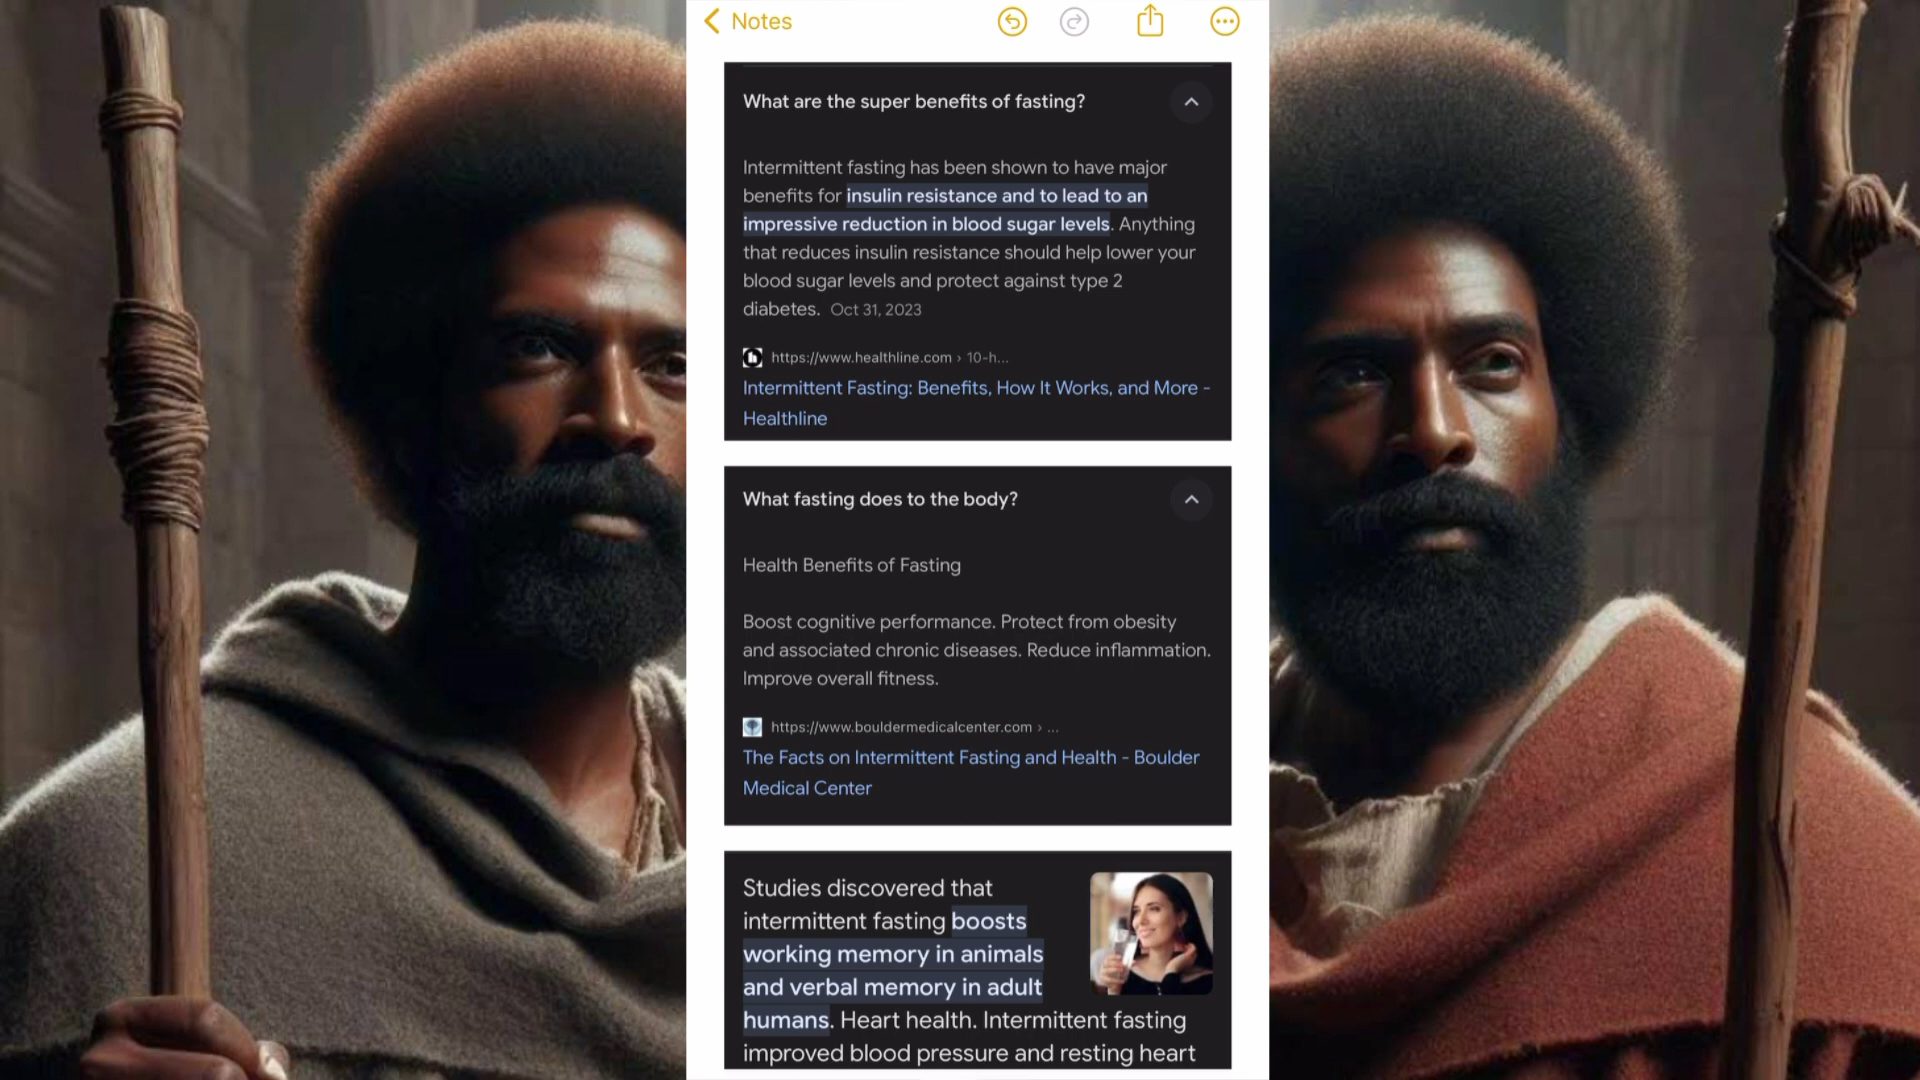 Notes
What are the super benefits of fasting?
Intermittent fasting has been shown to have major
benefits for insulin resistance and to lead to an
impressive reduction in blood sugar levels. Anything
that reduces insulin resistance should help lower your
blood sugar levels and protect against type 2
diabetes. Oct 31, 2023
https://www.healthline.com › 10-h...
Intermittent Fasting: Benefits, How It Works, and More -
Healthline
What fasting does to the body?
Health Benefits of Fasting
Boost cognitive performance. Protect from obesity
and associated chronic diseases. Reduce inflammation.
Improve overall fitness.
https://www.bouldermedicalcenter.com › ...
The Facts on Intermittent Fasting and Health - Boulder
Medical Center
Studies discovered that
intermittent fasting boosts
working memory in animals
and verbal memory in adult
humans. Heart health. Intermittent fasting
improved blood pressure and resting heart